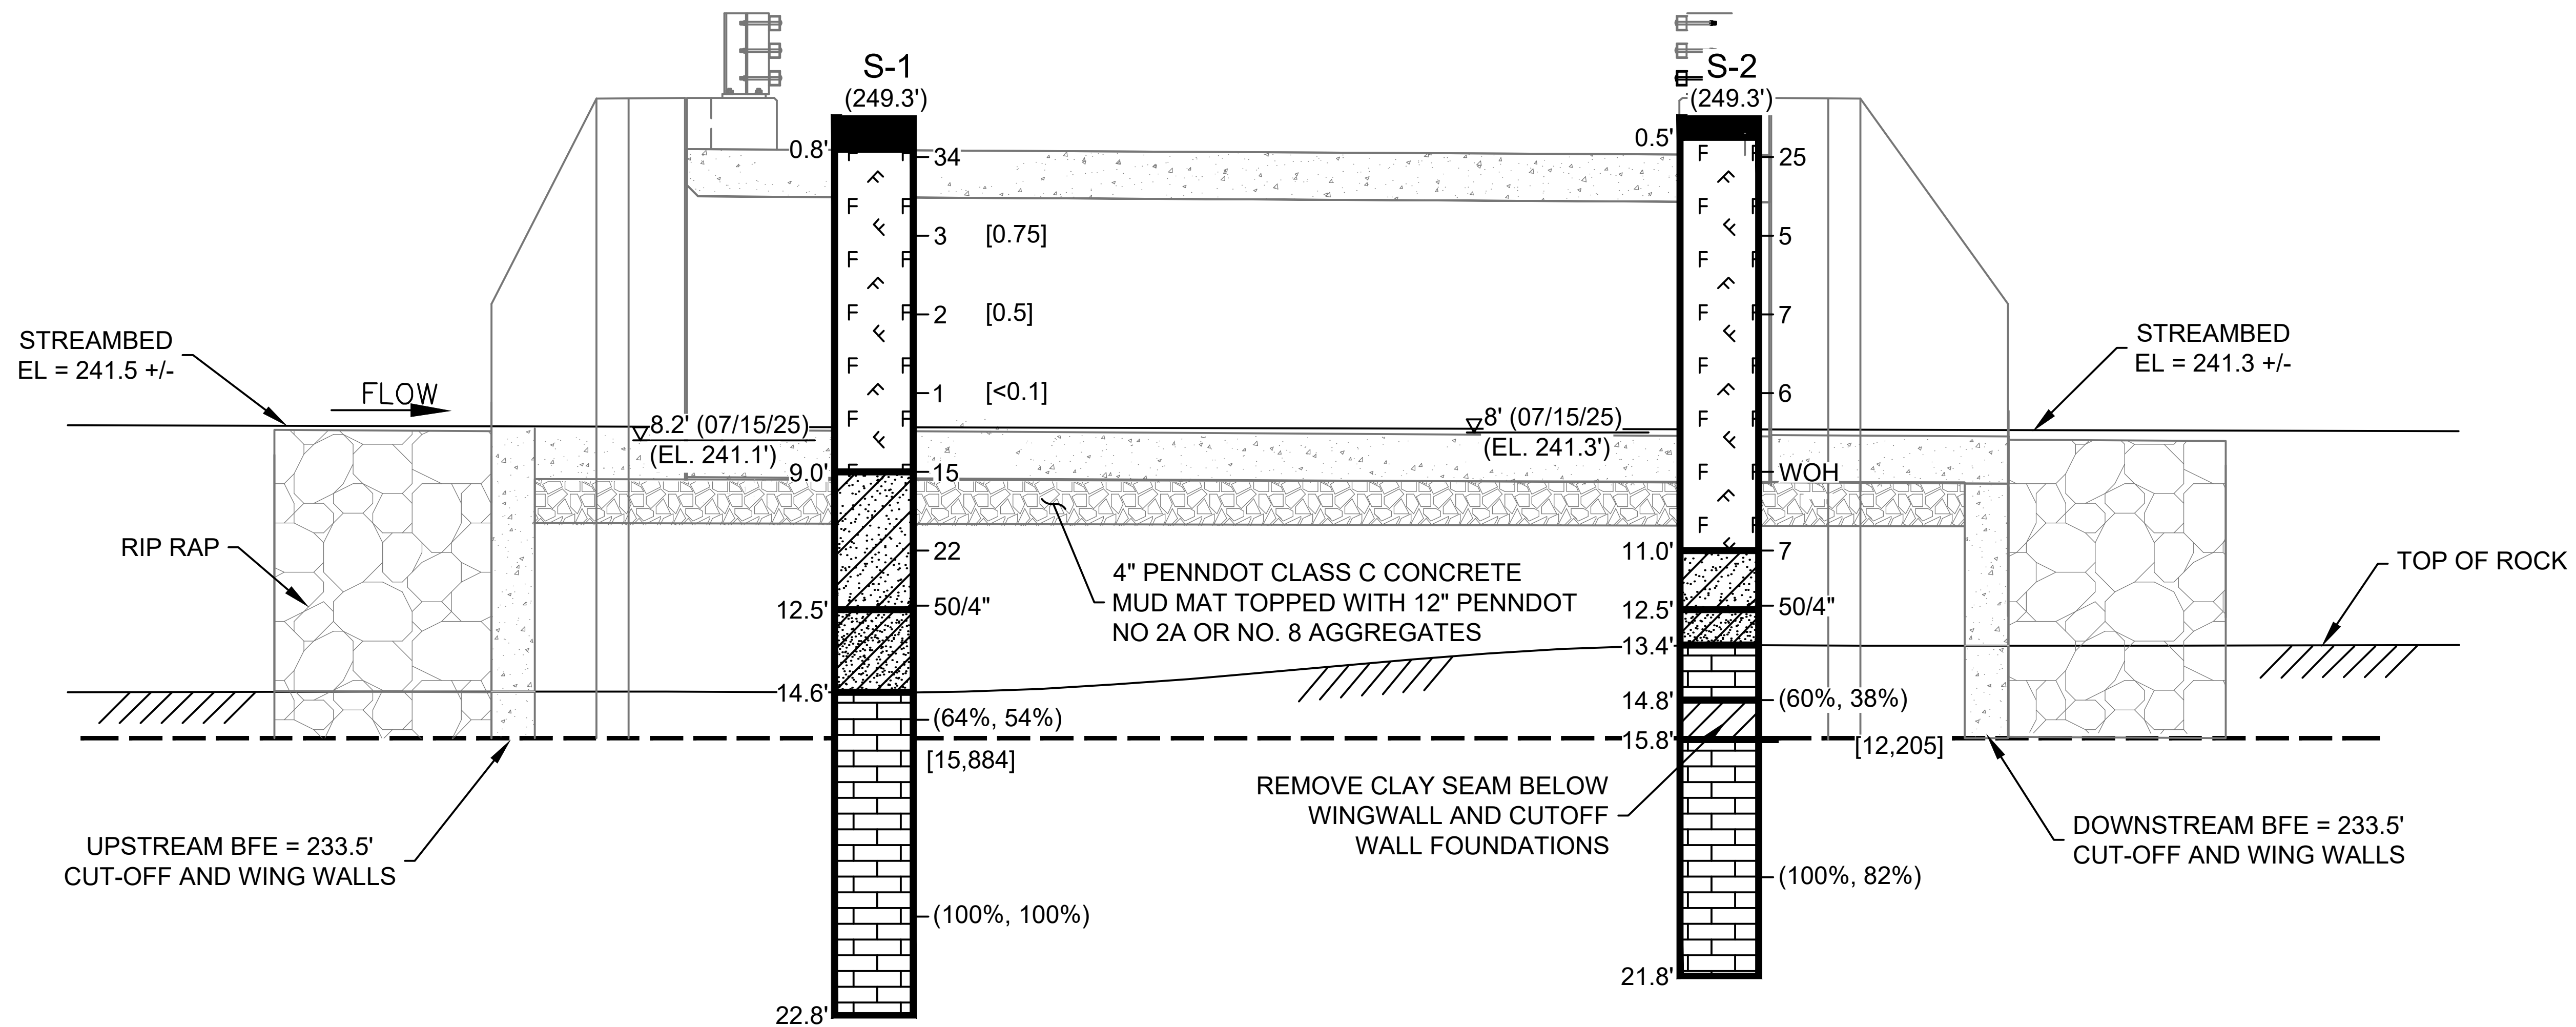 S-1
(249.3')
S-2
(249.3')
0.8'
34
0.5'
25
3
[0.75]
5
2
[0.5]
7
STREAMBED
EL = 241.5 +/-
STREAMBED
EL = 241.3 +/-
FLOW
1
[<0.1]
6
8.2' (07/15/25)
(EL. 241.1')
8' (07/15/25)
(EL. 241.3')
9.0'
15
WOH
RIP RAP
22
11.0'
7
TOP OF ROCK
4" PENNDOT CLASS C CONCRETE
MUD MAT TOPPED WITH 12" PENNDOT
NO 2A OR NO. 8 AGGREGATES
12.5'
50/4"
12.5'
50/4"
13.4'
14.6'
(64%, 54%)
14.8'
(60%, 38%)
15.8'
[15,884]
[12,205]
REMOVE CLAY SEAM BELOW
WINGWALL AND CUTOFF
WALL FOUNDATIONS
UPSTREAM BFE = 233.5'
CUT-OFF AND WING WALLS
DOWNSTREAM BFE = 233.5'
CUT-OFF AND WING WALLS
(100%, 82%)
(100%, 100%)
21.8'
22.8'